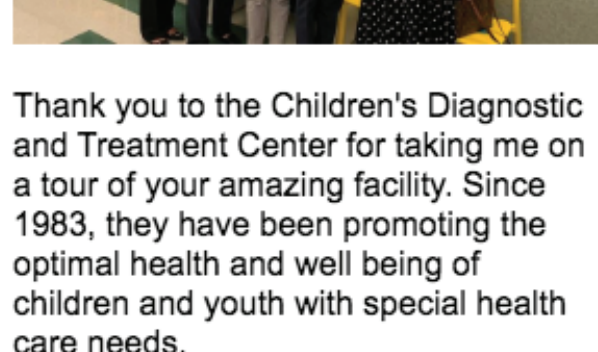 Thank you to the Children's Diagnostic
and Treatment Center for taking me on
a tour of your amazing facility. Since
1983, they have been promoting the
optimal health and well being of
children and youth with special health
care needs.